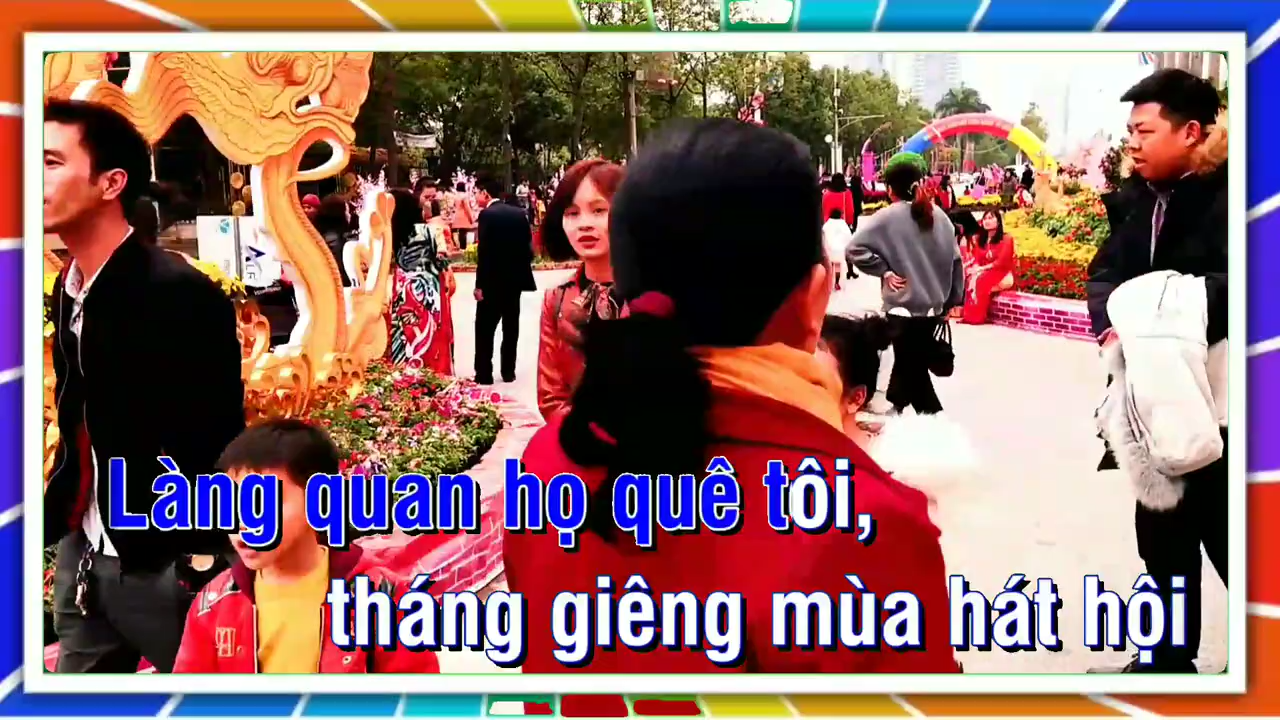 Làng quan họ quê tôi,
tháng giêng mùa hát hội